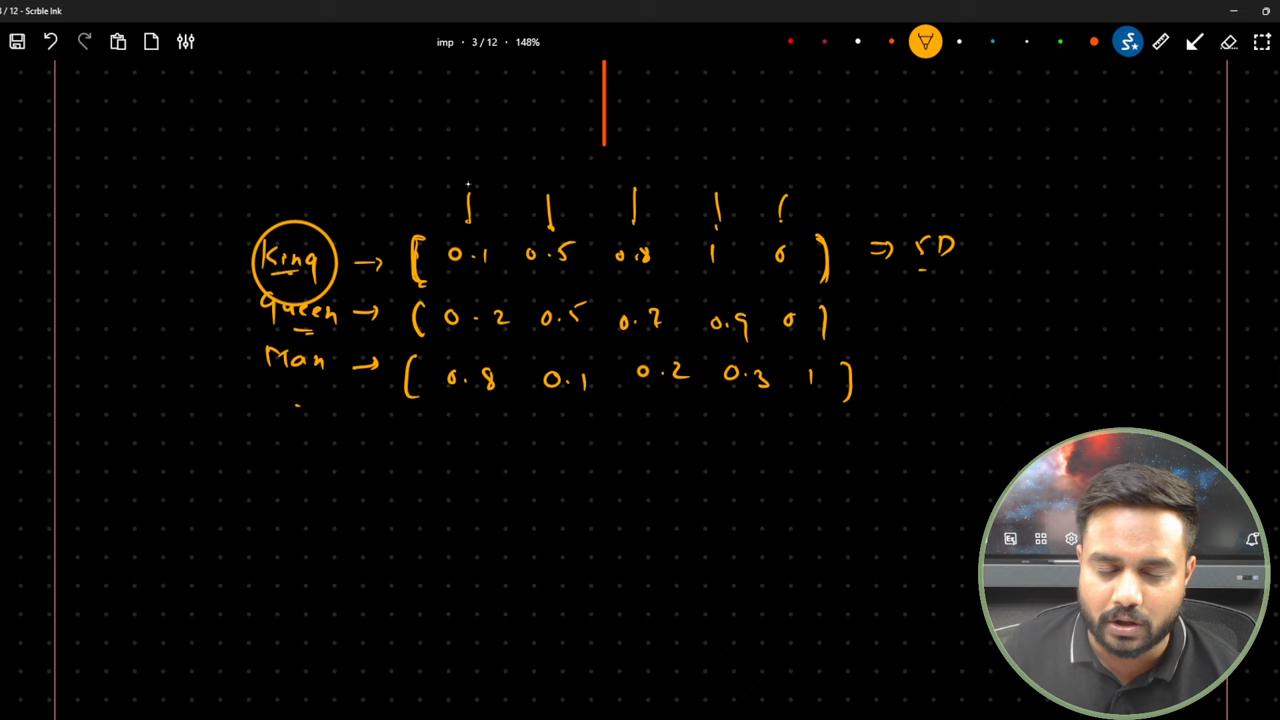 3 / 12 - Scrble Ink
imp • 3 / 12 • 148%
King → [ 0.1 0.5 0.8 1 0 ] ⇒ 5D
Queen → [ 0.2 0.5 0.7 0.9 0 ]
Man → [ 0.8 0.1 0.2 0.3 1 ]